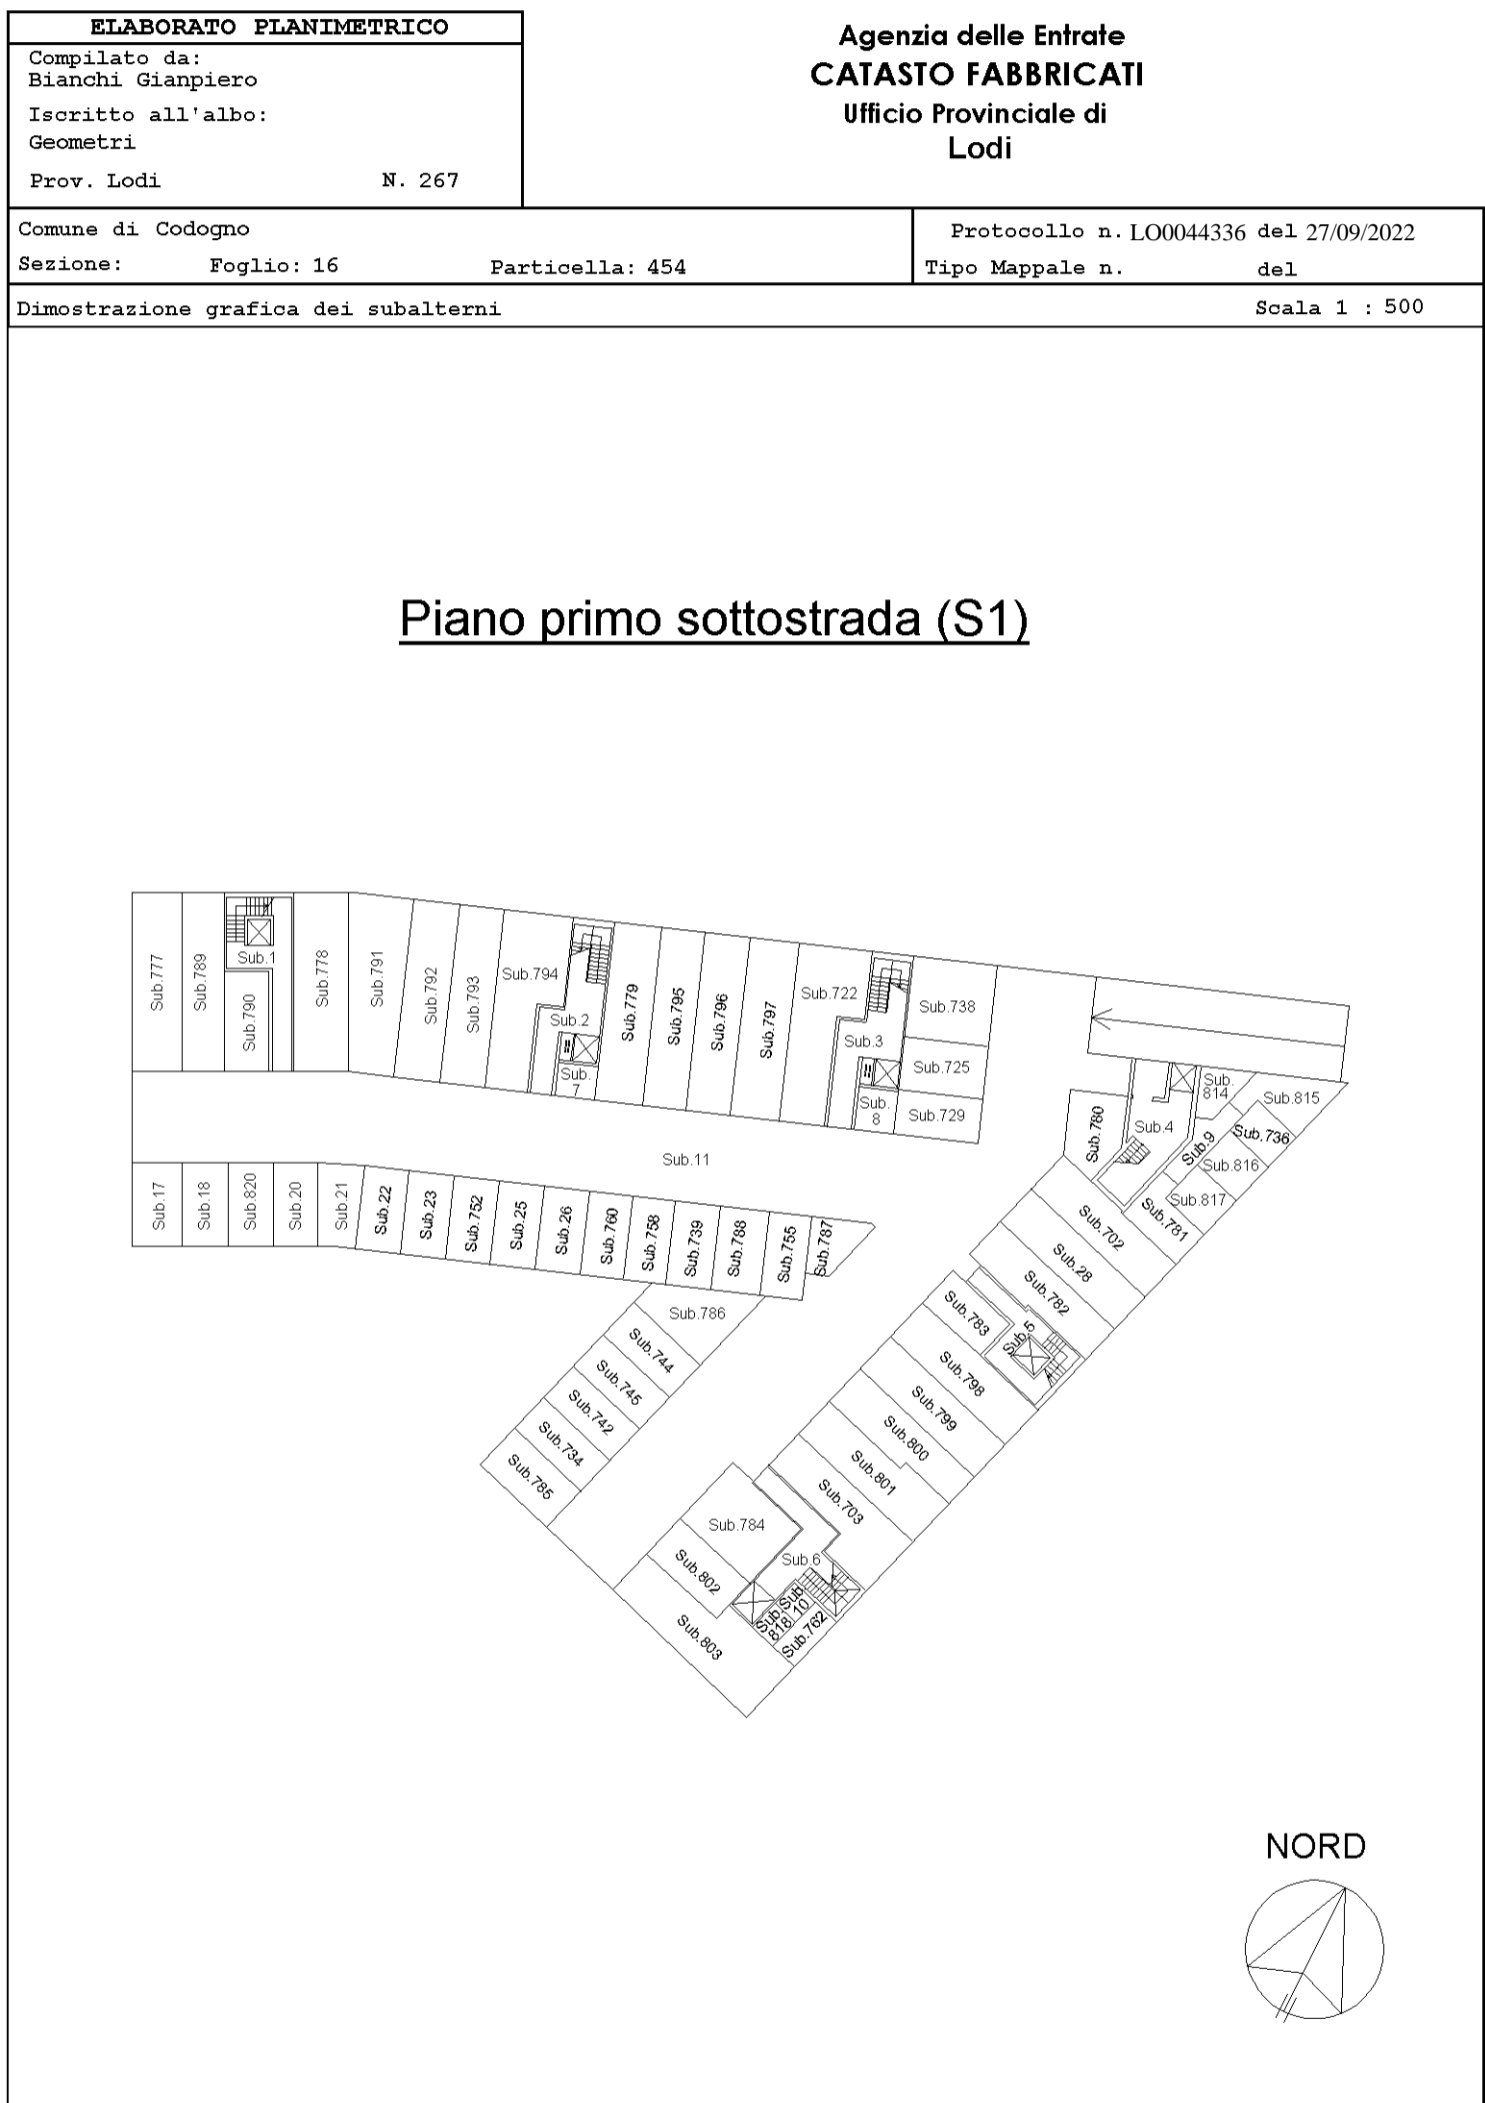 ELABORATO PLANIMETRICO
Compilato da:
Bianchi Gianpiero
Iscritto all'albo:
Geometri
Prov. Lodi N. 267
Agenzia delle Entrate
CATASTO FABBRICATI
Ufficio Provinciale di
Lodi
Comune di Codogno
Sezione: Foglio: 16 Particella: 454
Protocollo n. LO0044336 del 27/09/2022
Tipo Mappale n. del
Dimostrazione grafica dei subalterni
Scala 1 : 500
Piano primo sottostrada (S1)
Sub.777
Sub.789
Sub.1
Sub.790
Sub.778
Sub.791
Sub.792
Sub.793
Sub.794
Sub.2
Sub.
7
Sub.779
Sub.795
Sub.796
Sub.797
Sub.722
Sub.3
Sub.
8
Sub.738
Sub.725
Sub.729
Sub.11
Sub.780
Sub.4
Sub.
814
Sub.815
Sub.9
Sub.736
Sub.816
Sub.817
Sub.781
Sub.17
Sub.18
Sub.820
Sub.20
Sub.21
Sub.22
Sub.23
Sub.752
Sub.25
Sub.26
Sub.760
Sub.758
Sub.739
Sub.788
Sub.755
Sub.787
Sub.702
Sub.28
Sub.782
Sub.5
Sub.783
Sub.798
Sub.799
Sub.800
Sub.801
Sub.703
Sub.786
Sub.744
Sub.745
Sub.742
Sub.734
Sub.785
Sub.784
Sub.802
Sub.803
Sub.6
Sub.
818
Sub.
10
Sub.762
NORD